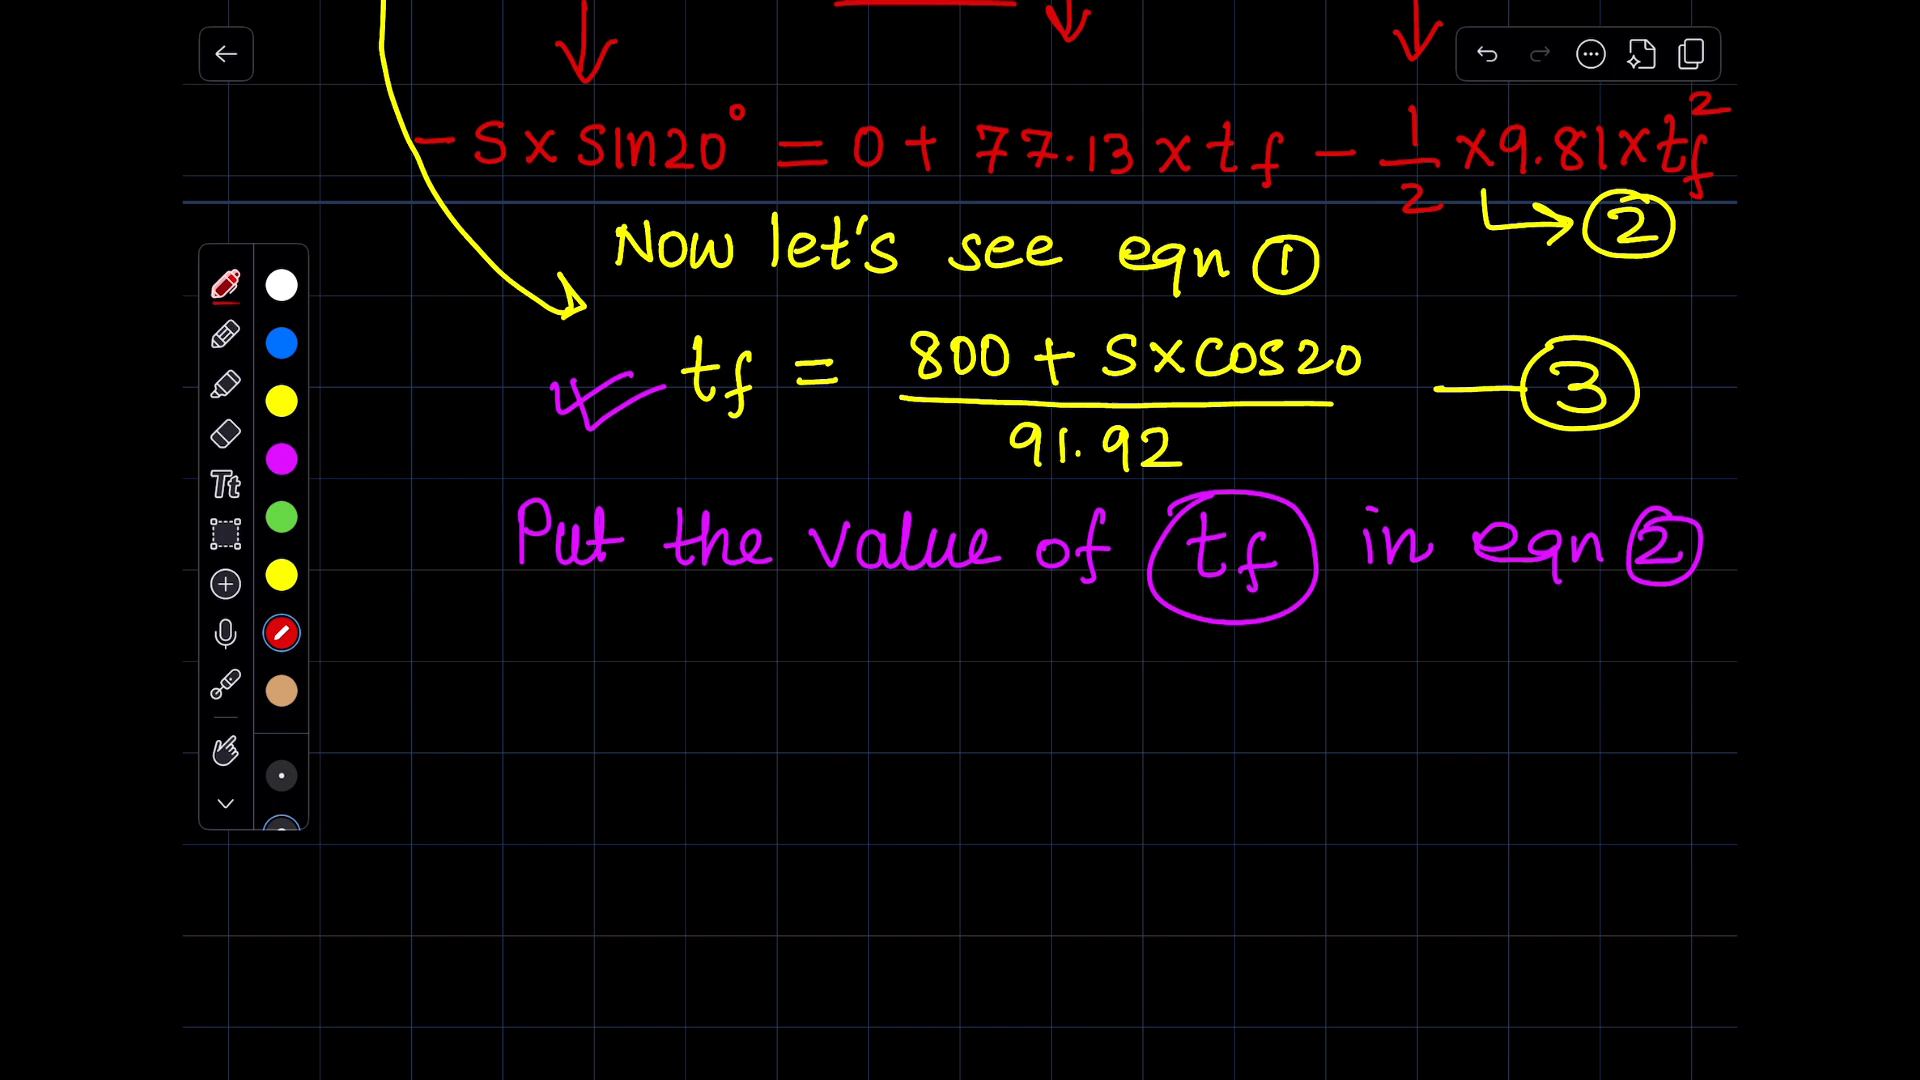 - S × sin20° = 0 + 77.13 × tf - 1/2 × 9.81 × tf²
② 
Now let's see eqn ①
tf = (800 + S×cos20) / 91.92 — ③
Put the value of tf in eqn ②
Tt